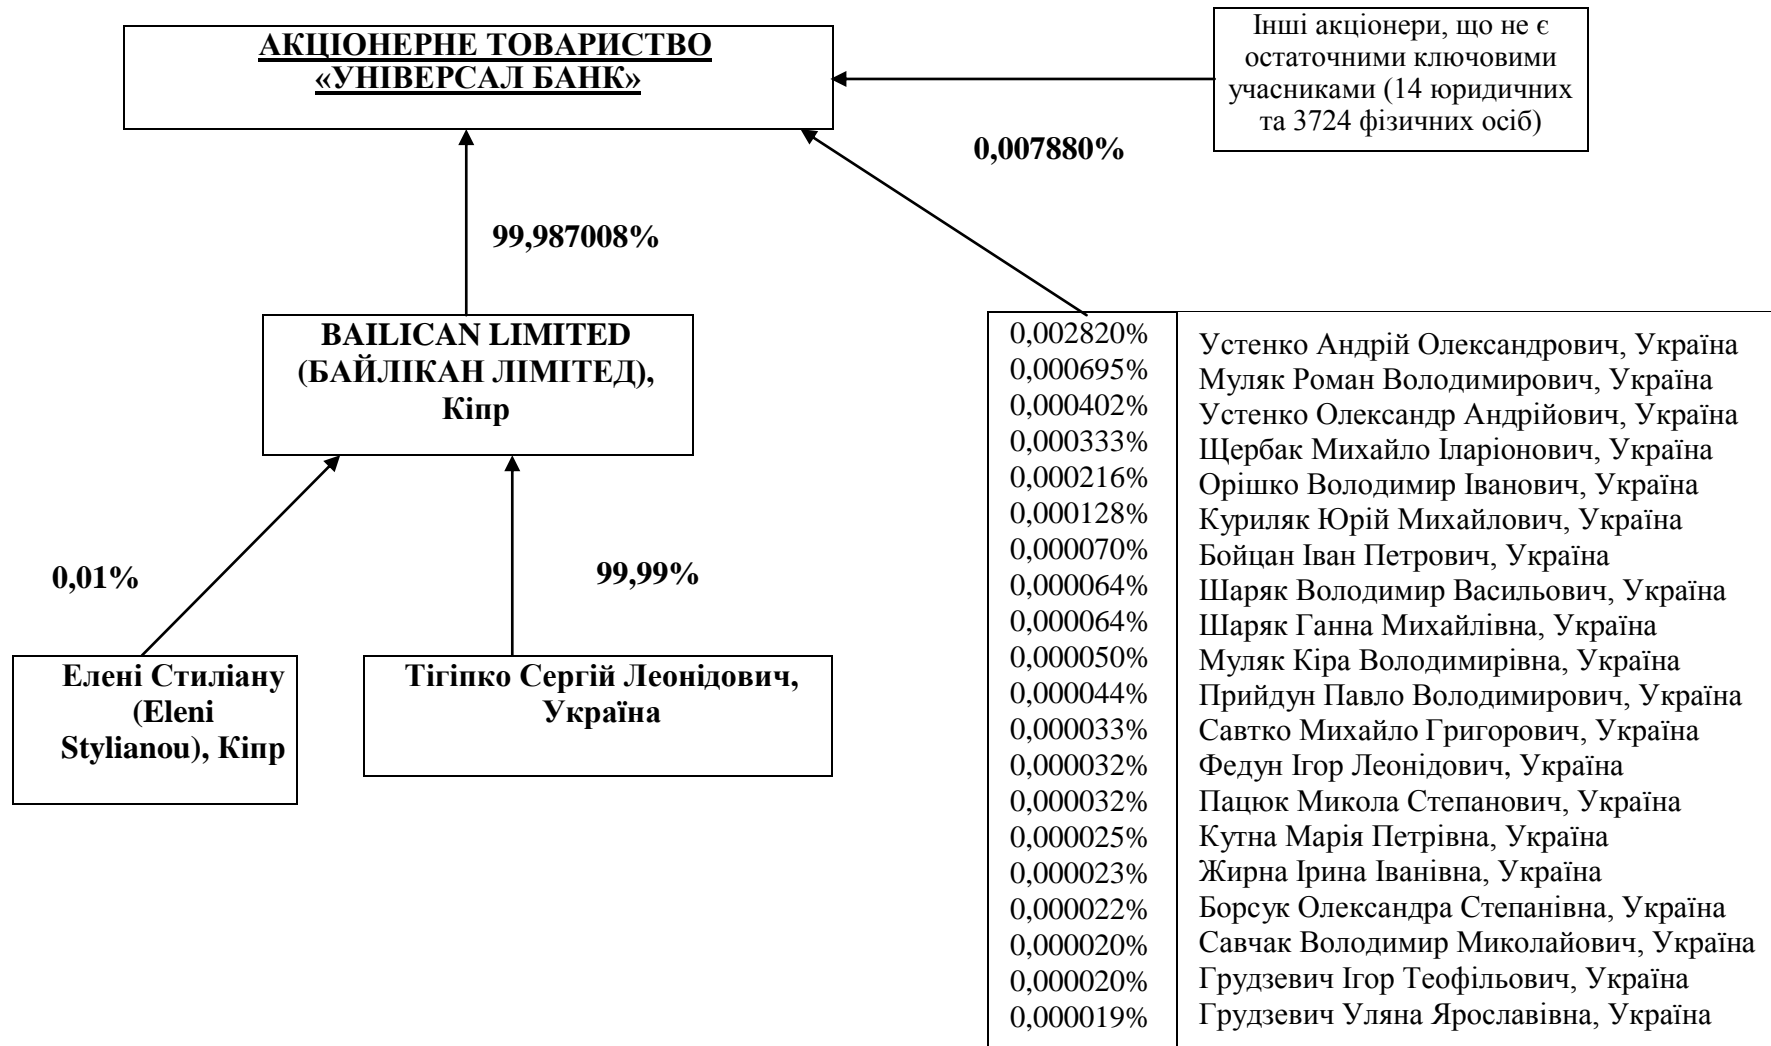 АКЦІОНЕРНЕ ТОВАРИСТВО
«УНІВЕРСАЛ БАНК»
Інші акціонери, що не є
остаточними ключовими
учасниками (14 юридичних
та 3724 фізичних осіб)
0,007880%
99,987008%
BAILICAN LIMITED
(БАЙЛІКАН ЛІМІТЕД),
Кіпр
0,01%
99,99%
Елені Стиліану
(Eleni
Stylianou), Кіпр
Тігіпко Сергій Леонідович,
Україна
0,002820% Устенко Андрій Олександрович, Україна
0,000695% Муляк Роман Володимирович, Україна
0,000402% Устенко Олександр Андрійович, Україна
0,000333% Щербак Михайло Іларіонович, Україна
0,000216% Орішко Володимир Іванович, Україна
0,000128% Куриляк Юрій Михайлович, Україна
0,000070% Бойцан Іван Петрович, Україна
0,000064% Шаряк Володимир Васильович, Україна
0,000064% Шаряк Ганна Михайлівна, Україна
0,000050% Муляк Кіра Володимирівна, Україна
0,000044% Прийдун Павло Володимирович, Україна
0,000033% Савтко Михайло Григорович, Україна
0,000032% Федун Ігор Леонідович, Україна
0,000032% Пацюк Микола Степанович, Україна
0,000025% Кутна Марія Петрівна, Україна
0,000023% Жирна Ірина Іванівна, Україна
0,000022% Борсук Олександра Степанівна, Україна
0,000020% Савчак Володимир Миколайович, Україна
0,000020% Грудзевич Ігор Теофільович, Україна
0,000019% Грудзевич Уляна Ярославівна, Україна